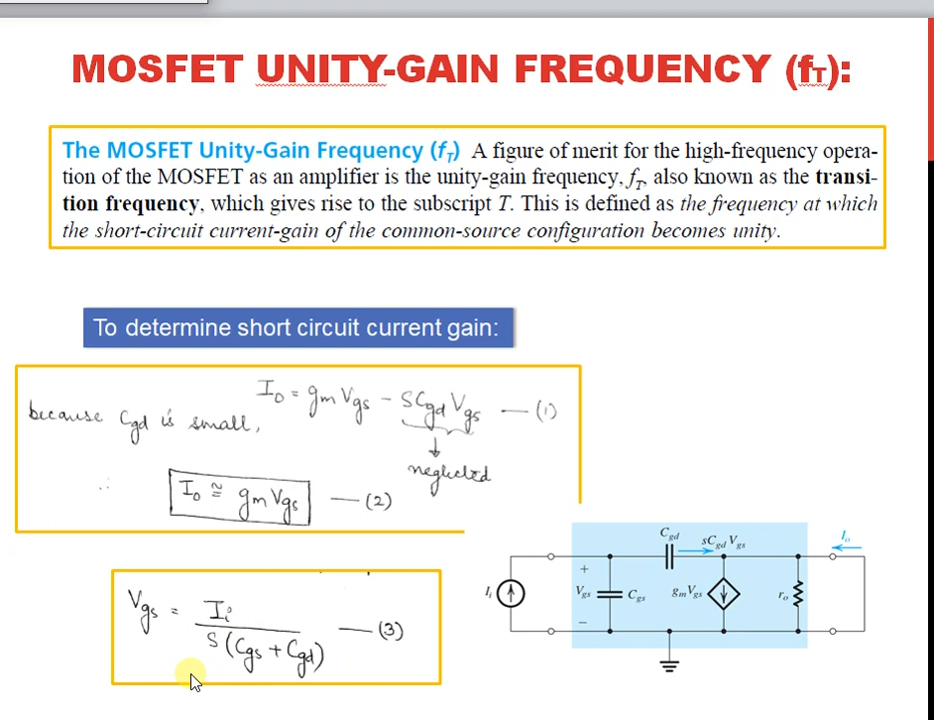 MOSFET UNITY-GAIN FREQUENCY (fT):
The MOSFET Unity-Gain Frequency (fT) A figure of merit for the high-frequency opera-
tion of the MOSFET as an amplifier is the unity-gain frequency, fT, also known as the transi-
tion frequency, which gives rise to the subscript T. This is defined as the frequency at which
the short-circuit current-gain of the common-source configuration becomes unity.
To determine short circuit current gain:
Io = gm Vgs - SCgd Vgs — (1)
because Cgd is small,
neglected
∴ Io ≅ gm Vgs — (2)
Vgs = Ii / S(Cgs + Cgd) — (3)
Cgd
sCgd Vgs
Io
Ii
+
Vgs
−
Cgs
gmVgs
ro